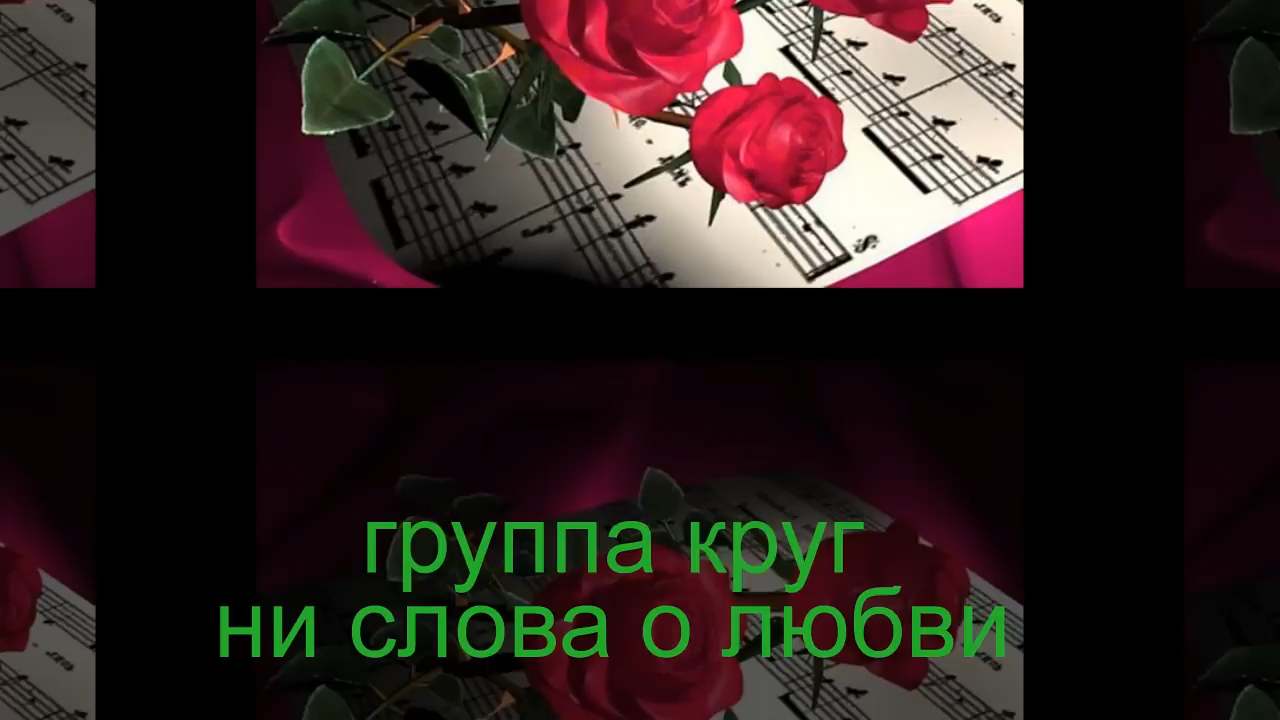 группа круг
ни слова о любви